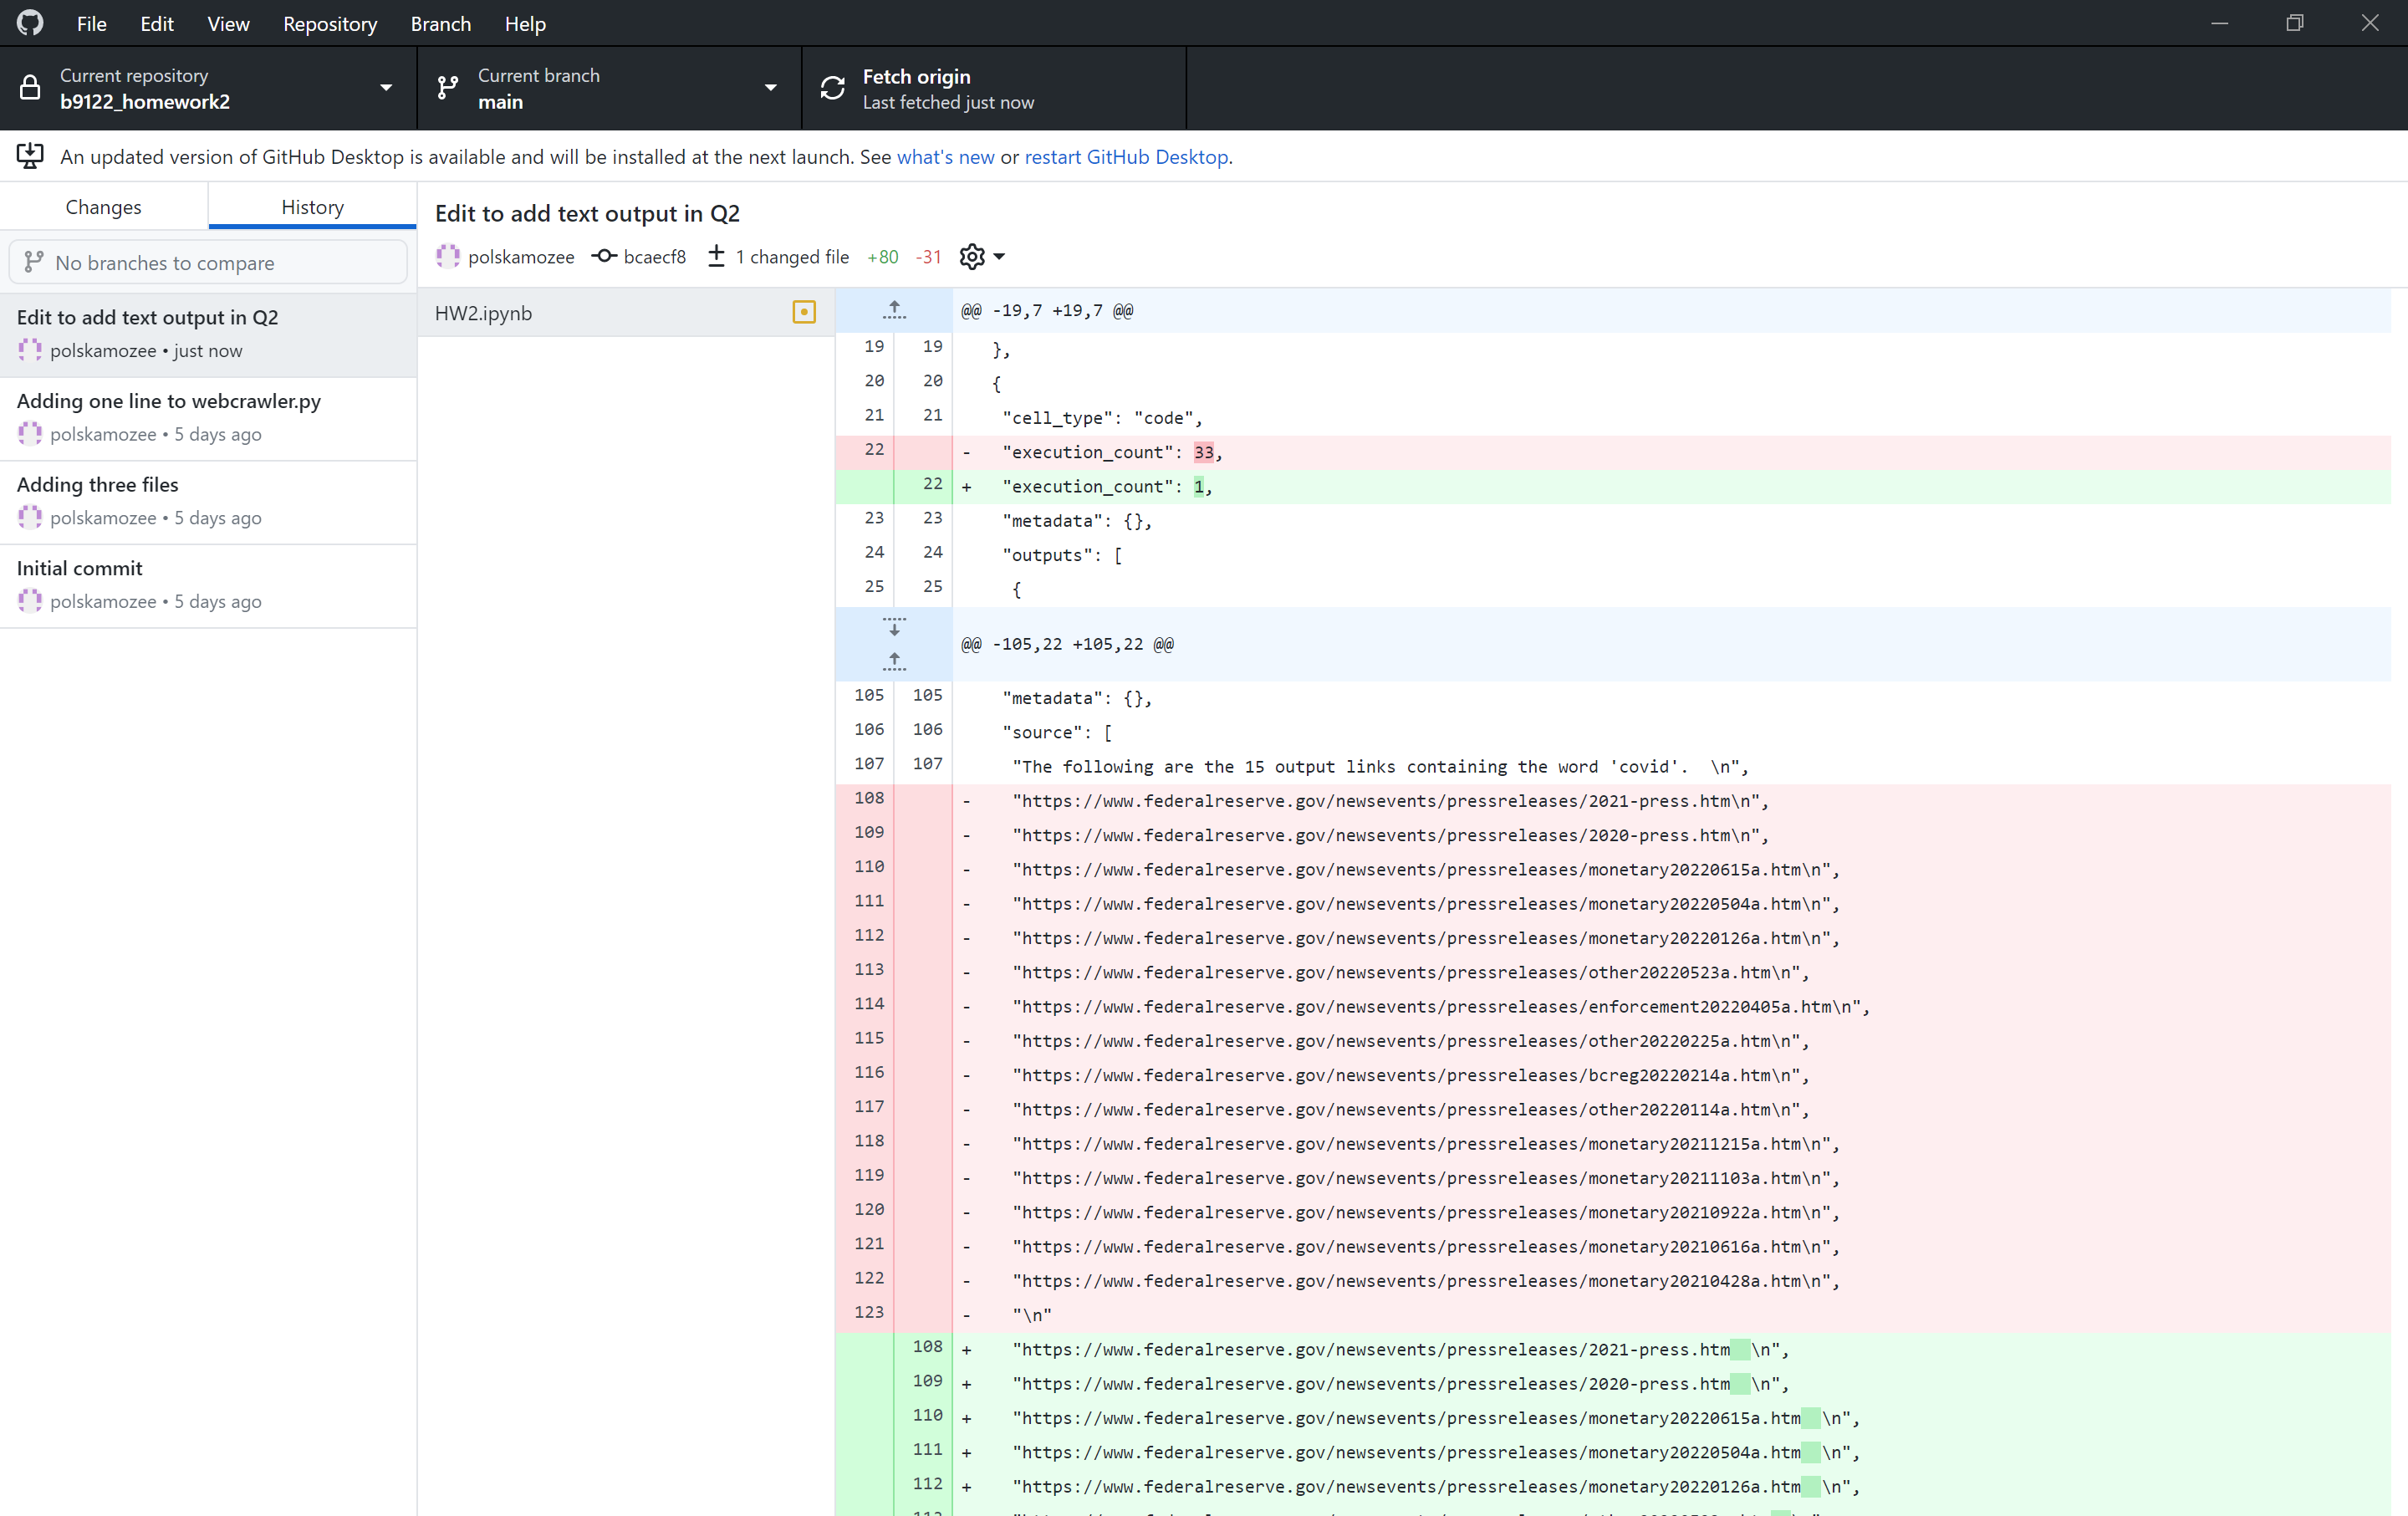 File Edit View Repository Branch Help
Current repository
b9122_homework2
Current branch
main
Fetch origin
Last fetched just now
An updated version of GitHub Desktop is available and will be installed at the next launch. See what's new or restart GitHub Desktop.
Changes
History
No branches to compare
Edit to add text output in Q2
polskamozee • just now
Adding one line to webcrawler.py
polskamozee • 5 days ago
Adding three files
polskamozee • 5 days ago
Initial commit
polskamozee • 5 days ago
Edit to add text output in Q2
polskamozee bcaecf8 1 changed file +80 -31
HW2.ipynb
@@ -19,7 +19,7 @@
19 19 },
20 20 {
21 21 "cell_type": "code",
22 - "execution_count": 33,
22 + "execution_count": 1,
23 23 "metadata": {},
24 24 "outputs": [
25 25 {
@@ -105,22 +105,22 @@
105 105 "metadata": {},
106 106 "source": [
107 107 "The following are the 15 output links containing the word 'covid'.  \n",
108 - "https://www.federalreserve.gov/newsevents/pressreleases/2021-press.htm\n",
109 - "https://www.federalreserve.gov/newsevents/pressreleases/2020-press.htm\n",
110 - "https://www.federalreserve.gov/newsevents/pressreleases/monetary20220615a.htm\n",
111 - "https://www.federalreserve.gov/newsevents/pressreleases/monetary20220504a.htm\n",
112 - "https://www.federalreserve.gov/newsevents/pressreleases/monetary20220126a.htm\n",
113 - "https://www.federalreserve.gov/newsevents/pressreleases/other20220523a.htm\n",
114 - "https://www.federalreserve.gov/newsevents/pressreleases/enforcement20220405a.htm\n",
115 - "https://www.federalreserve.gov/newsevents/pressreleases/other20220225a.htm\n",
116 - "https://www.federalreserve.gov/newsevents/pressreleases/bcreg20220214a.htm\n",
117 - "https://www.federalreserve.gov/newsevents/pressreleases/other20220114a.htm\n",
118 - "https://www.federalreserve.gov/newsevents/pressreleases/monetary20211215a.htm\n",
119 - "https://www.federalreserve.gov/newsevents/pressreleases/monetary20211103a.htm\n",
120 - "https://www.federalreserve.gov/newsevents/pressreleases/monetary20210922a.htm\n",
121 - "https://www.federalreserve.gov/newsevents/pressreleases/monetary20210616a.htm\n",
122 - "https://www.federalreserve.gov/newsevents/pressreleases/monetary20210428a.htm\n",
123 - "\n"
108 + "https://www.federalreserve.gov/newsevents/pressreleases/2021-press.htm  \n",
109 + "https://www.federalreserve.gov/newsevents/pressreleases/2020-press.htm  \n",
110 + "https://www.federalreserve.gov/newsevents/pressreleases/monetary20220615a.htm  \n",
111 + "https://www.federalreserve.gov/newsevents/pressreleases/monetary20220504a.htm  \n",
112 + "https://www.federalreserve.gov/newsevents/pressreleases/monetary20220126a.htm  \n",